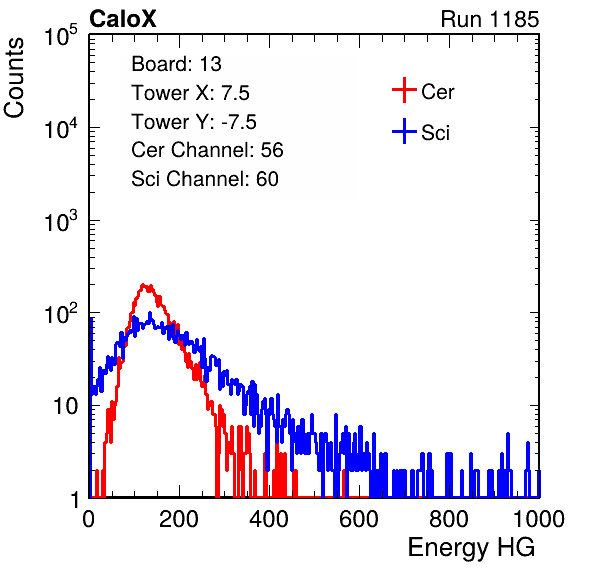 CaloX Run 1185
Counts
Board: 13
Tower X: 7.5
Tower Y: -7.5
Cer Channel: 56
Sci Channel: 60
Cer
Sci
10^5
10^4
10^3
10^2
10
1
0 200 400 600 800 1000
Energy HG